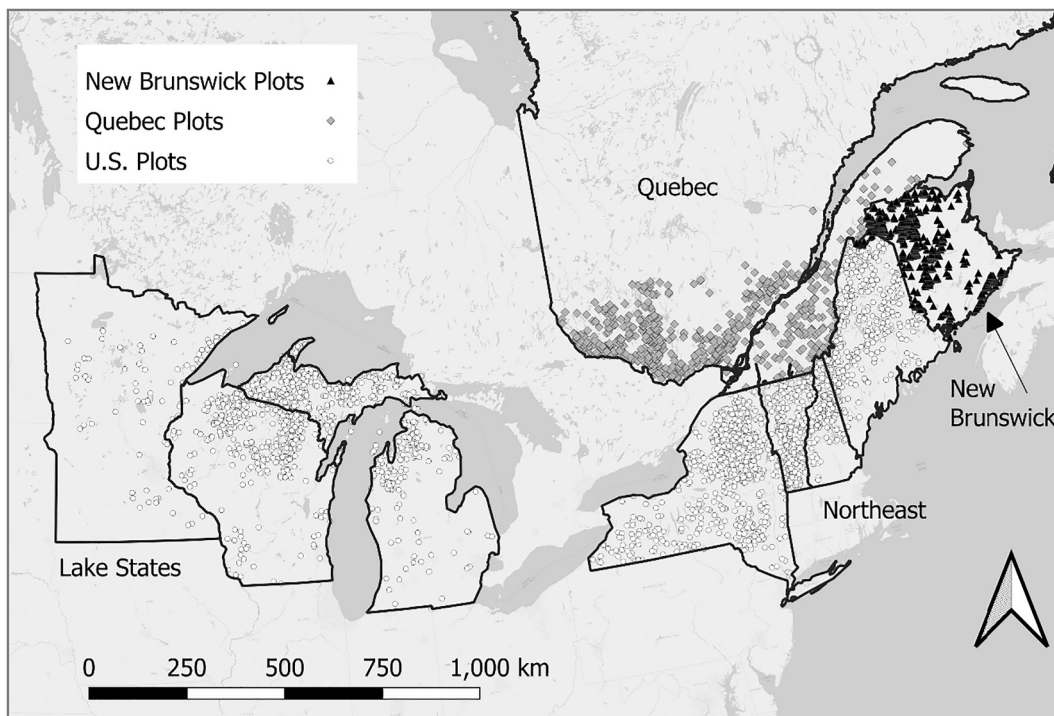 New Brunswick Plots
Quebec Plots
U.S. Plots
Quebec
New
Brunswick
Northeast
Lake States
0 250 500 750 1,000 km